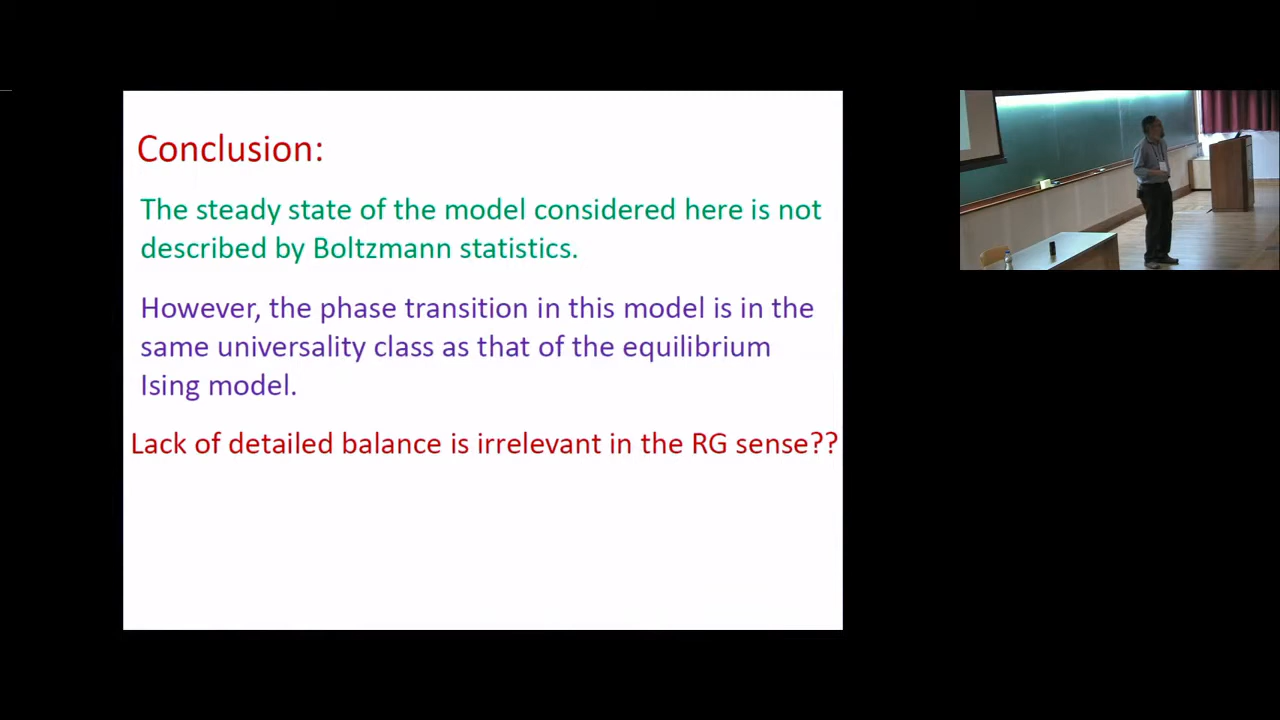 Conclusion:
The steady state of the model considered here is not
described by Boltzmann statistics.
However, the phase transition in this model is in the
same universality class as that of the equilibrium
Ising model.
Lack of detailed balance is irrelevant in the RG sense??